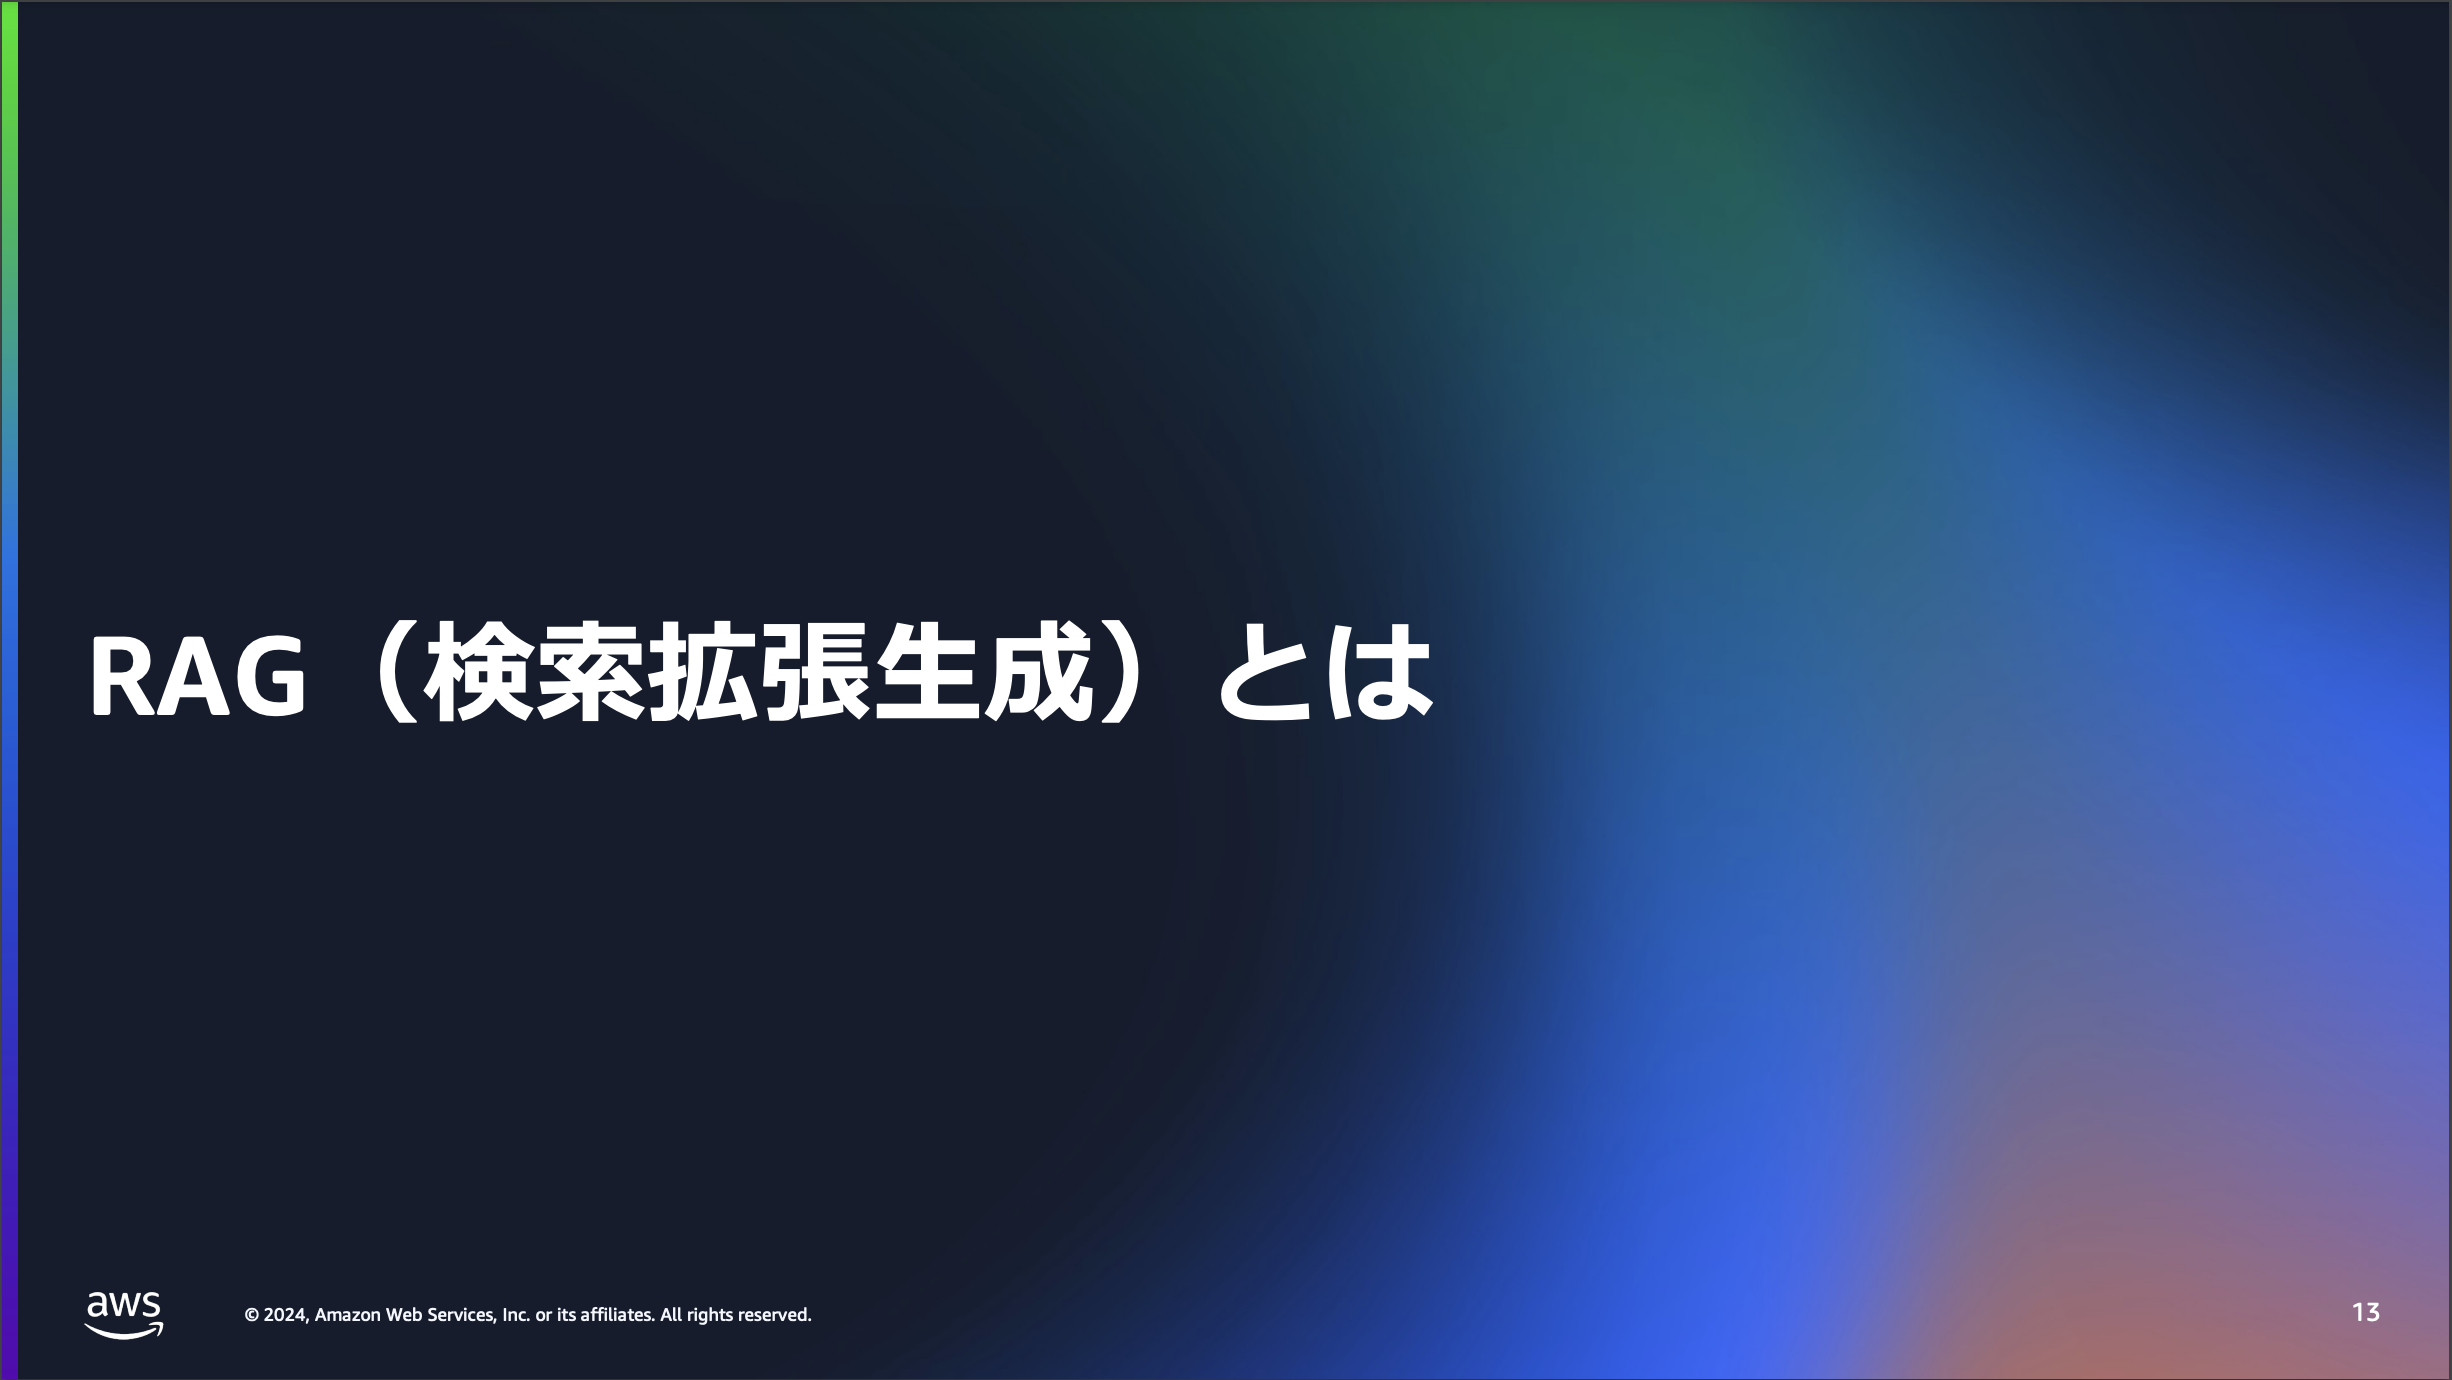 RAG（検索拡張生成）とは
aws
© 2024, Amazon Web Services, Inc. or its affiliates. All rights reserved.
13